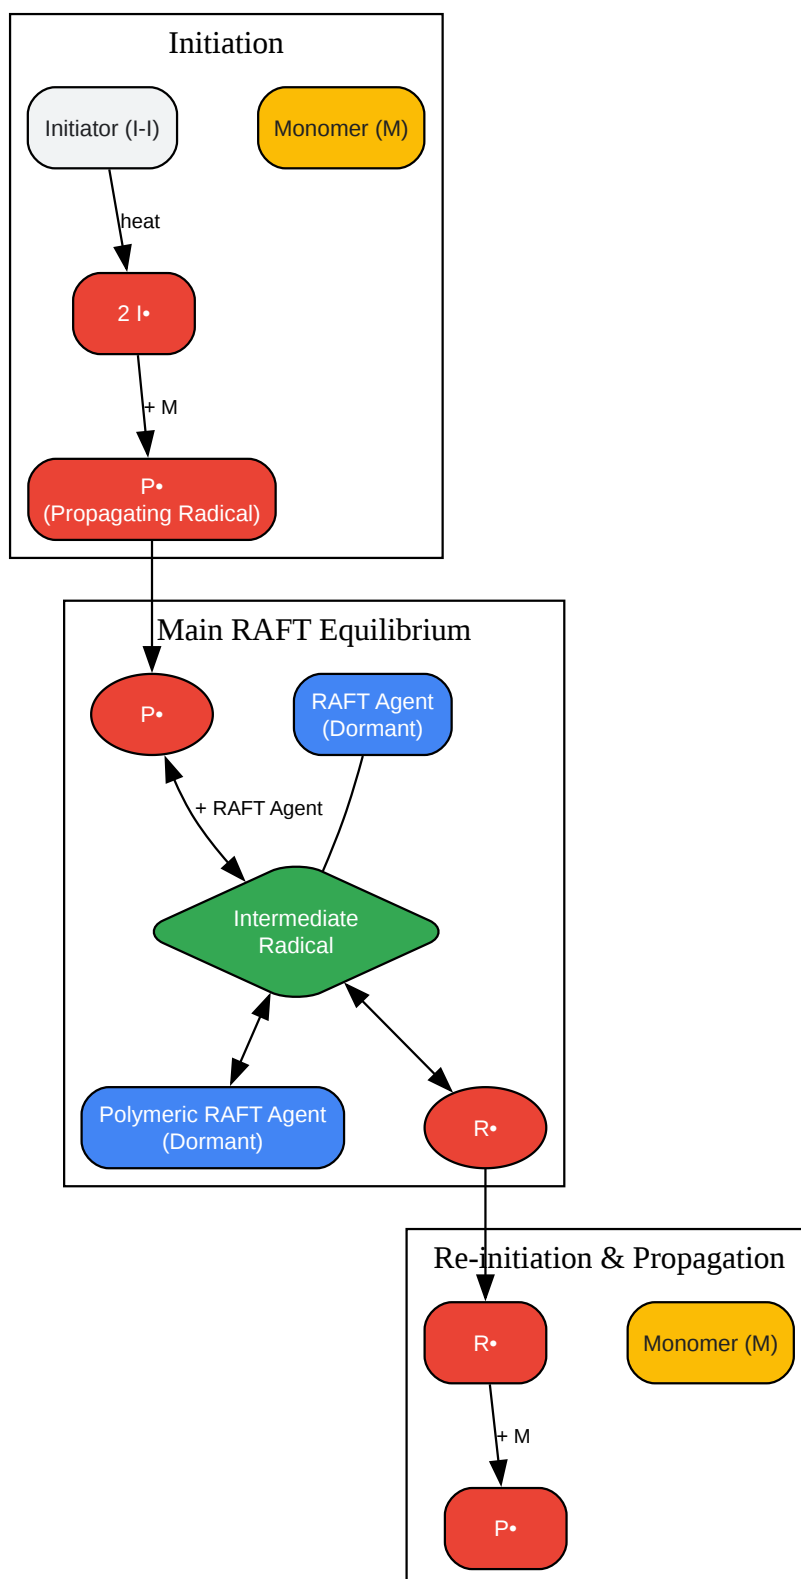 Initiation
Initiator (I-I)
Monomer (M)
heat
2 I•
+ M
P•
(Propagating Radical)
Main RAFT Equilibrium
P•
RAFT Agent
(Dormant)
+ RAFT Agent
Intermediate
Radical
Polymeric RAFT Agent
(Dormant)
R•
Re-initiation & Propagation
R•
Monomer (M)
+ M
P•